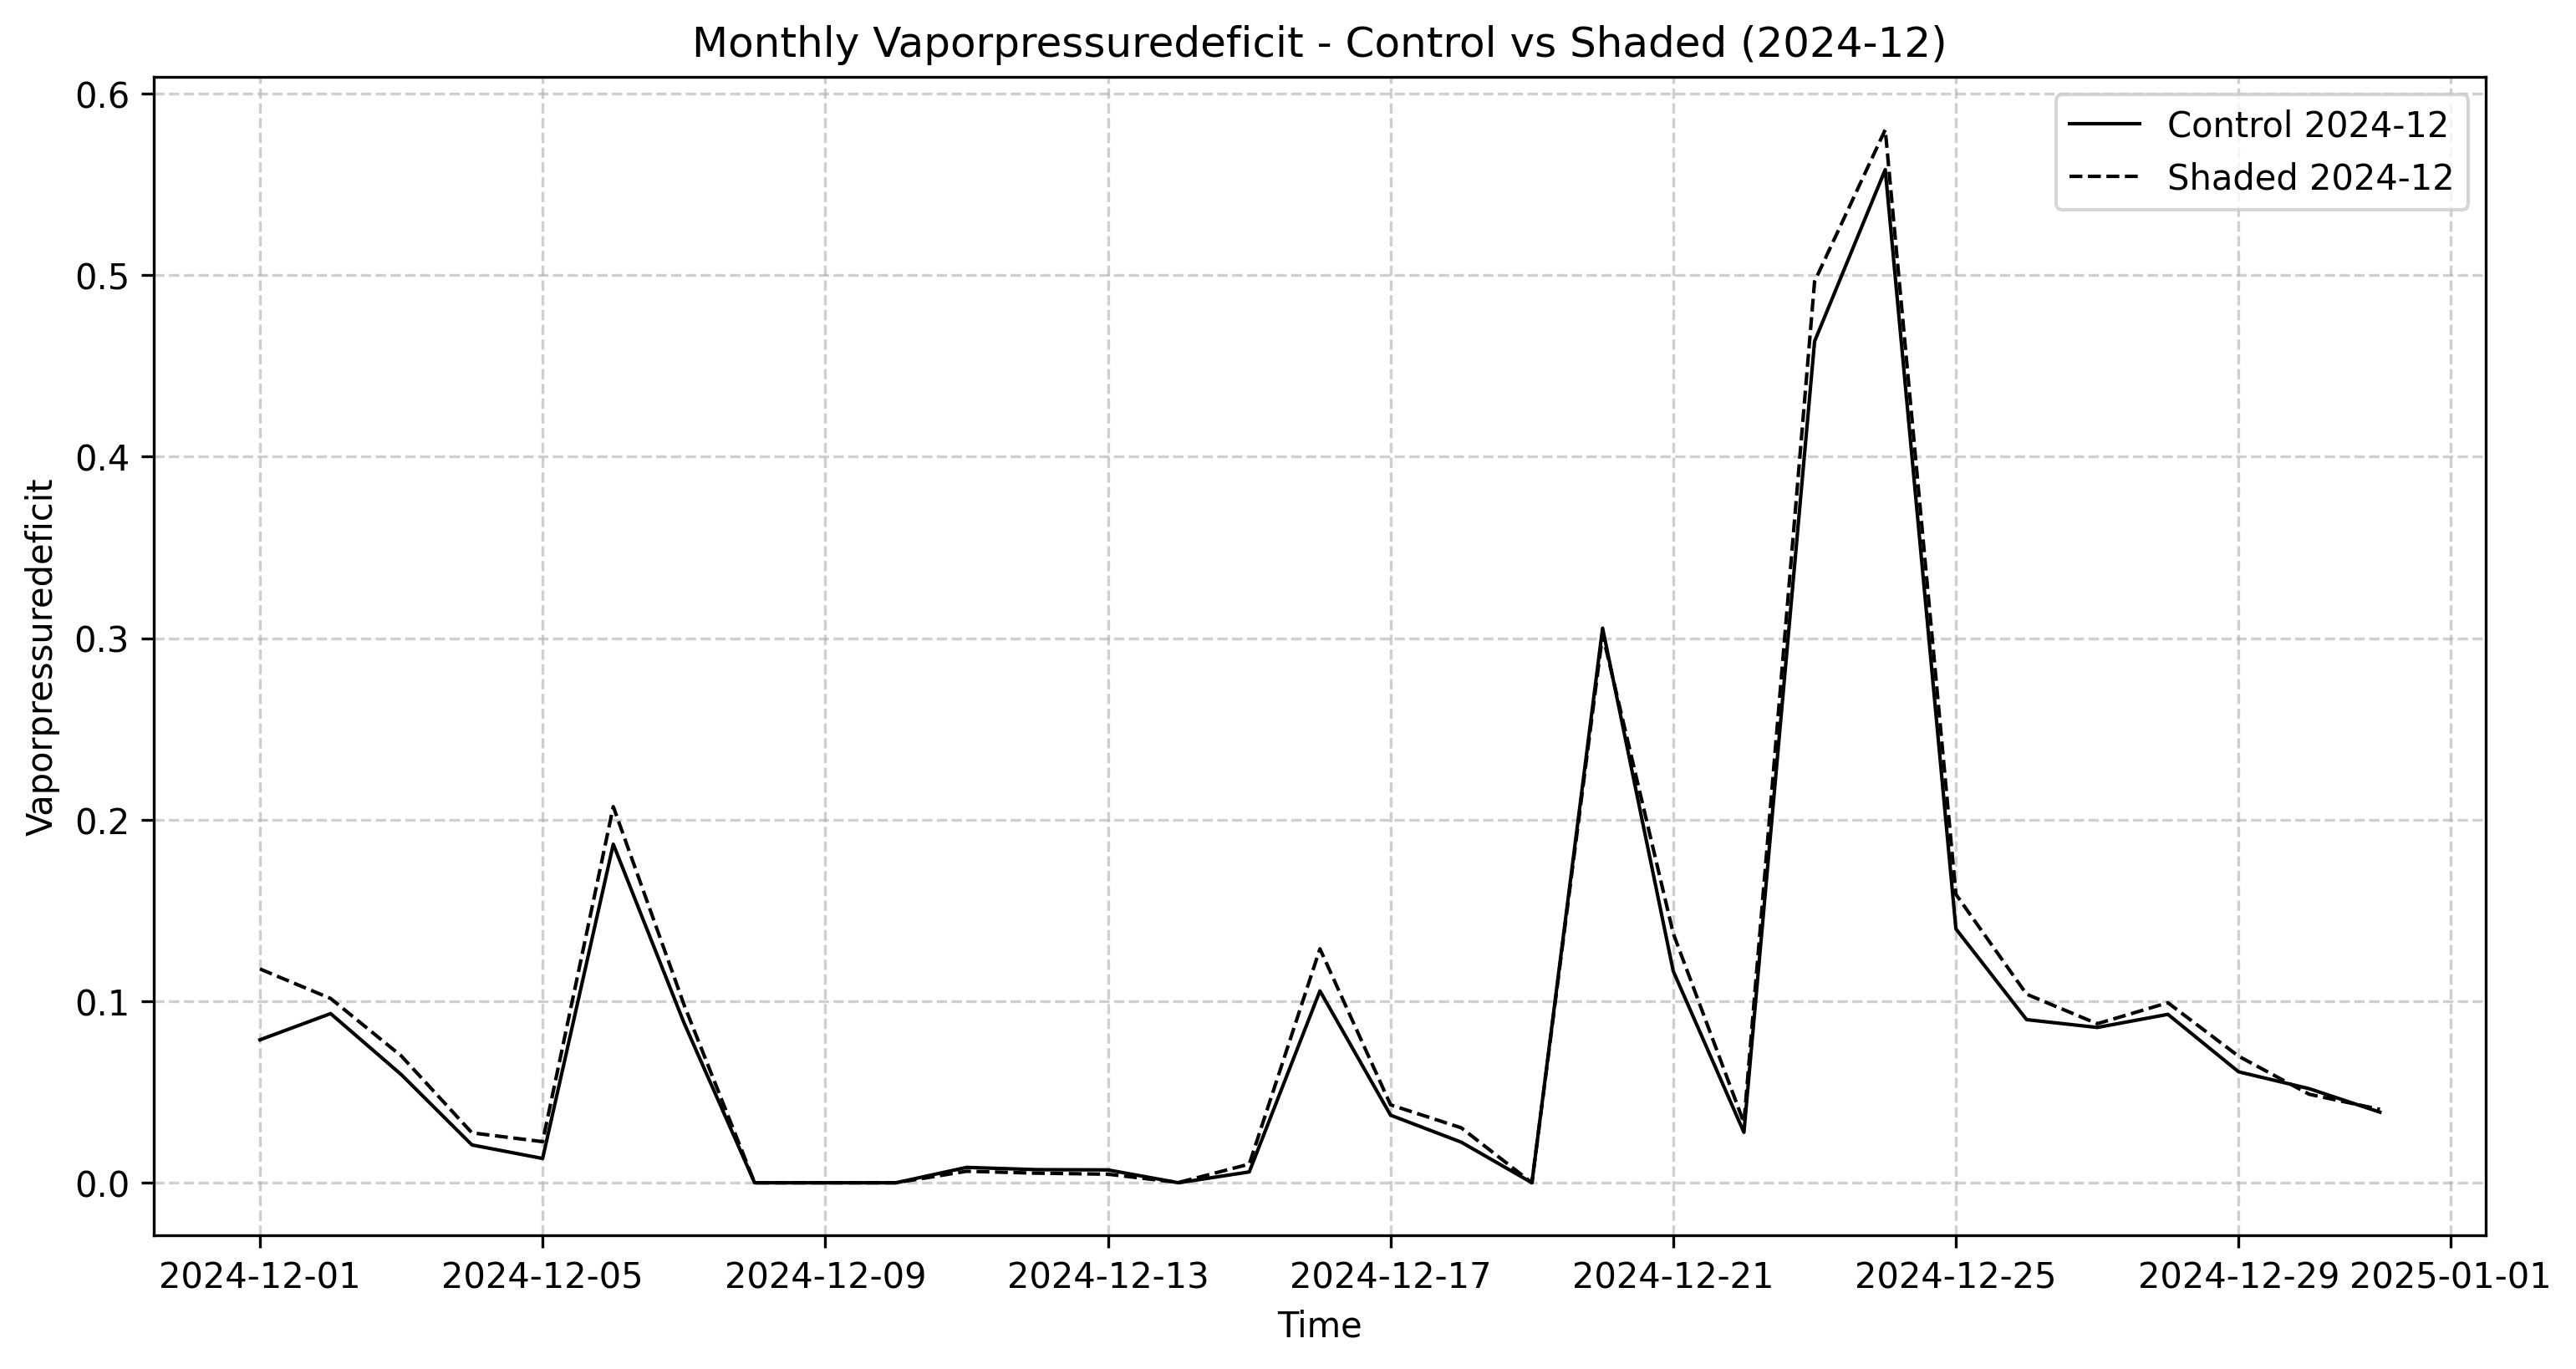 Monthly Vaporpressuredeficit - Control vs Shaded (2024-12)
Control 2024-12
Shaded 2024-12
Vaporpressuredeficit
0.6
0.5
0.4
0.3
0.2
0.1
0.0
2024-12-01 2024-12-05 2024-12-09 2024-12-13 2024-12-17 2024-12-21 2024-12-25 2024-12-29 2025-01-01
Time